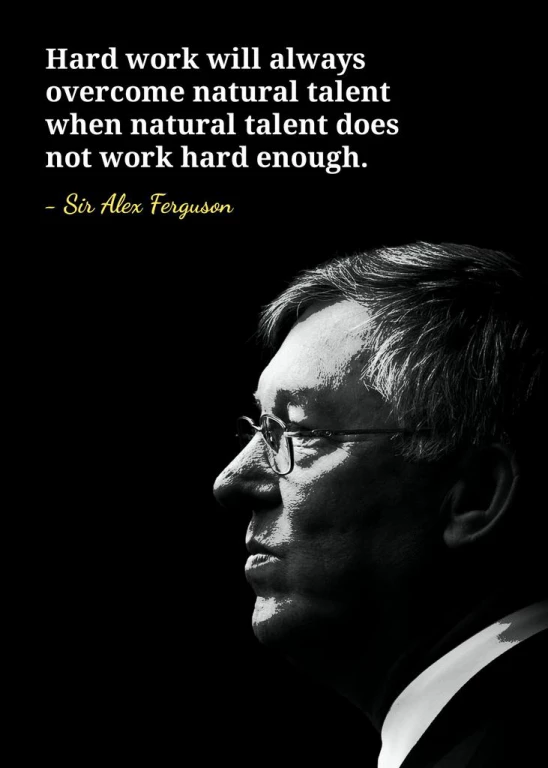 Hard work will always
overcome natural talent
when natural talent does
not work hard enough.
– Sir Alex Ferguson